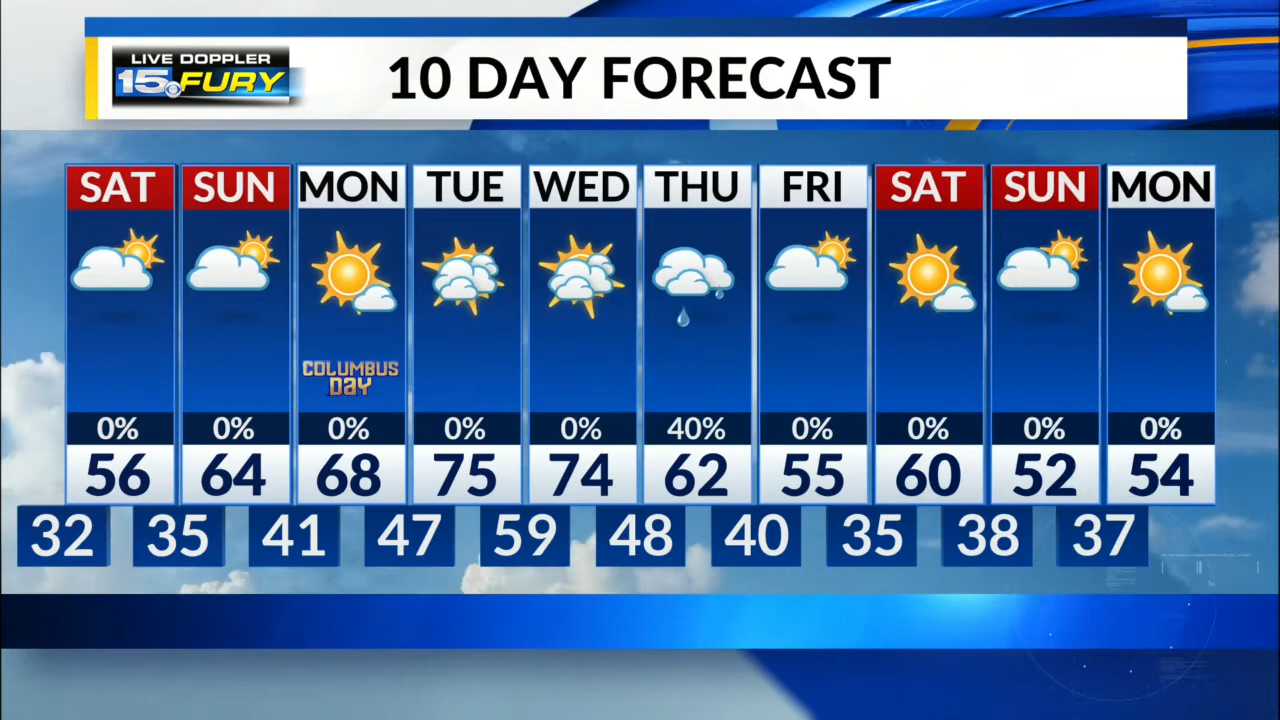 LIVE DOPPLER
15 FURY
10 DAY FORECAST
SAT SUN MON TUE WED THU FRI SAT SUN MON
COLUMBUS
DAY
0% 0% 0% 0% 0% 40% 0% 0% 0% 0%
56 64 68 75 74 62 55 60 52 54
32 35 41 47 59 48 40 35 38 37